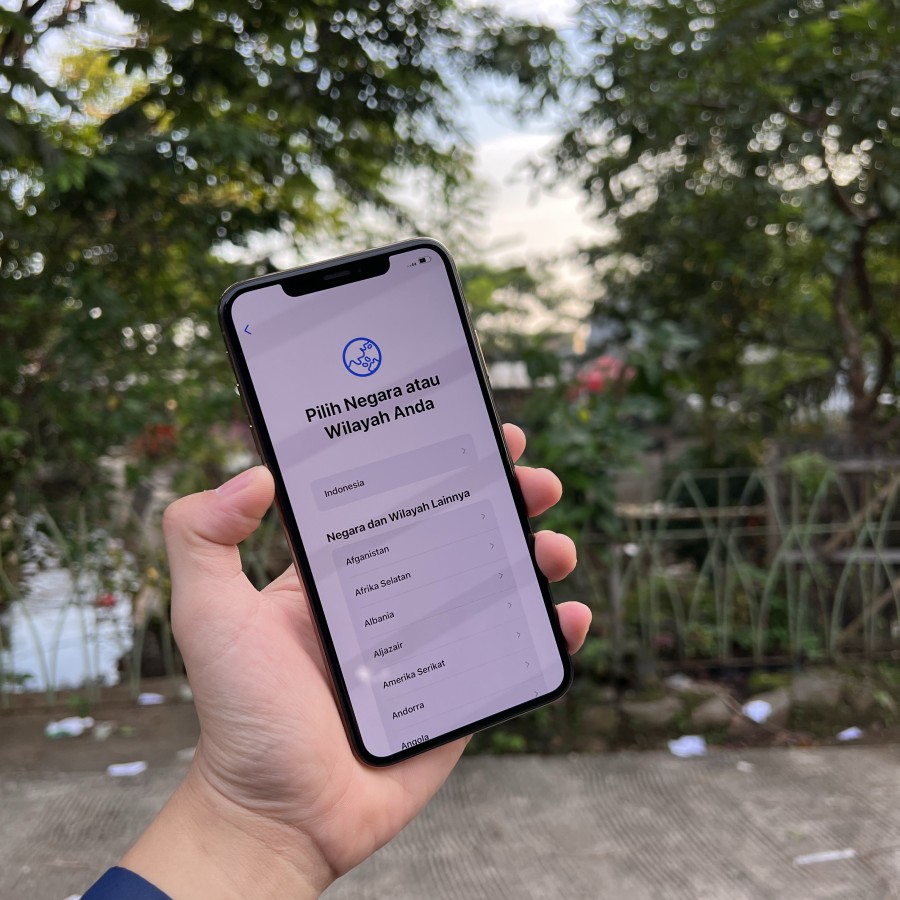 Pilih Negara atau
Wilayah Anda
Indonesia
Negara dan Wilayah Lainnya
Afganistan
Afrika Selatan
Albania
Aljazair
Amerika Serikat
Andorra
Angola